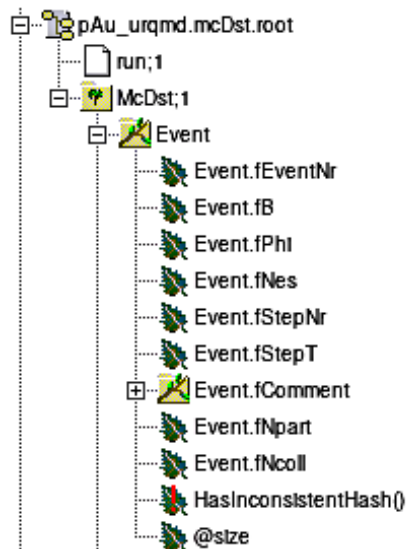 pAu_urqmd.mcDst.root
run;1
McDst;1
Event
Event.fEventNr
Event.fB
Event.fPhi
Event.fNes
Event.fStepNr
Event.fStepT
Event.fComment
Event.fNpart
Event.fNcoll
HasInconsistentHash()
@size